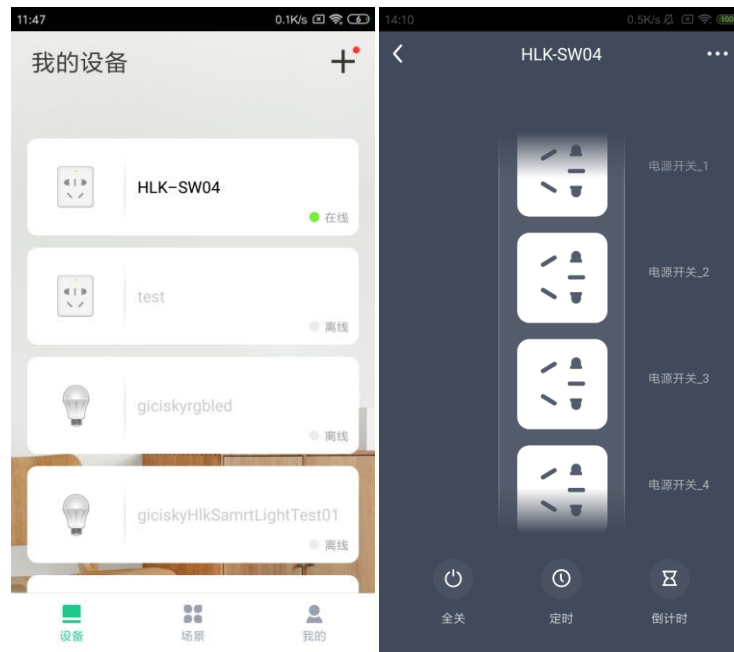 11:47 0.1K/s 6
我的设备
HLK-SW04
在线
test
离线
giciskyrgbled
离线
giciskyHlkSamrtLightTest01
离线
设备 场景 我的
14:10 0.5K/s 100
HLK-SW04
电源开关_1
电源开关_2
电源开关_3
电源开关_4
全关 定时 倒计时